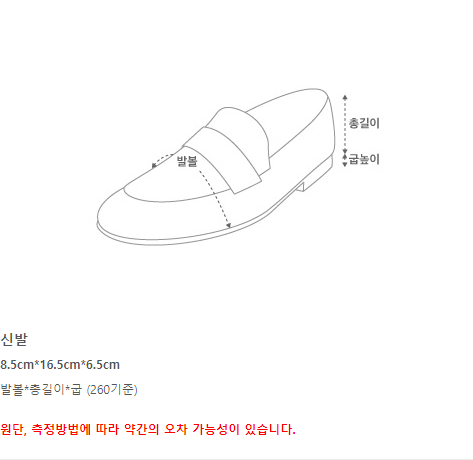 총길이
발볼
굽높이
신발
8.5cm*16.5cm*6.5cm
발볼*총길이*굽 (260기준)
원단, 측정방법에 따라 약간의 오차 가능성이 있습니다.